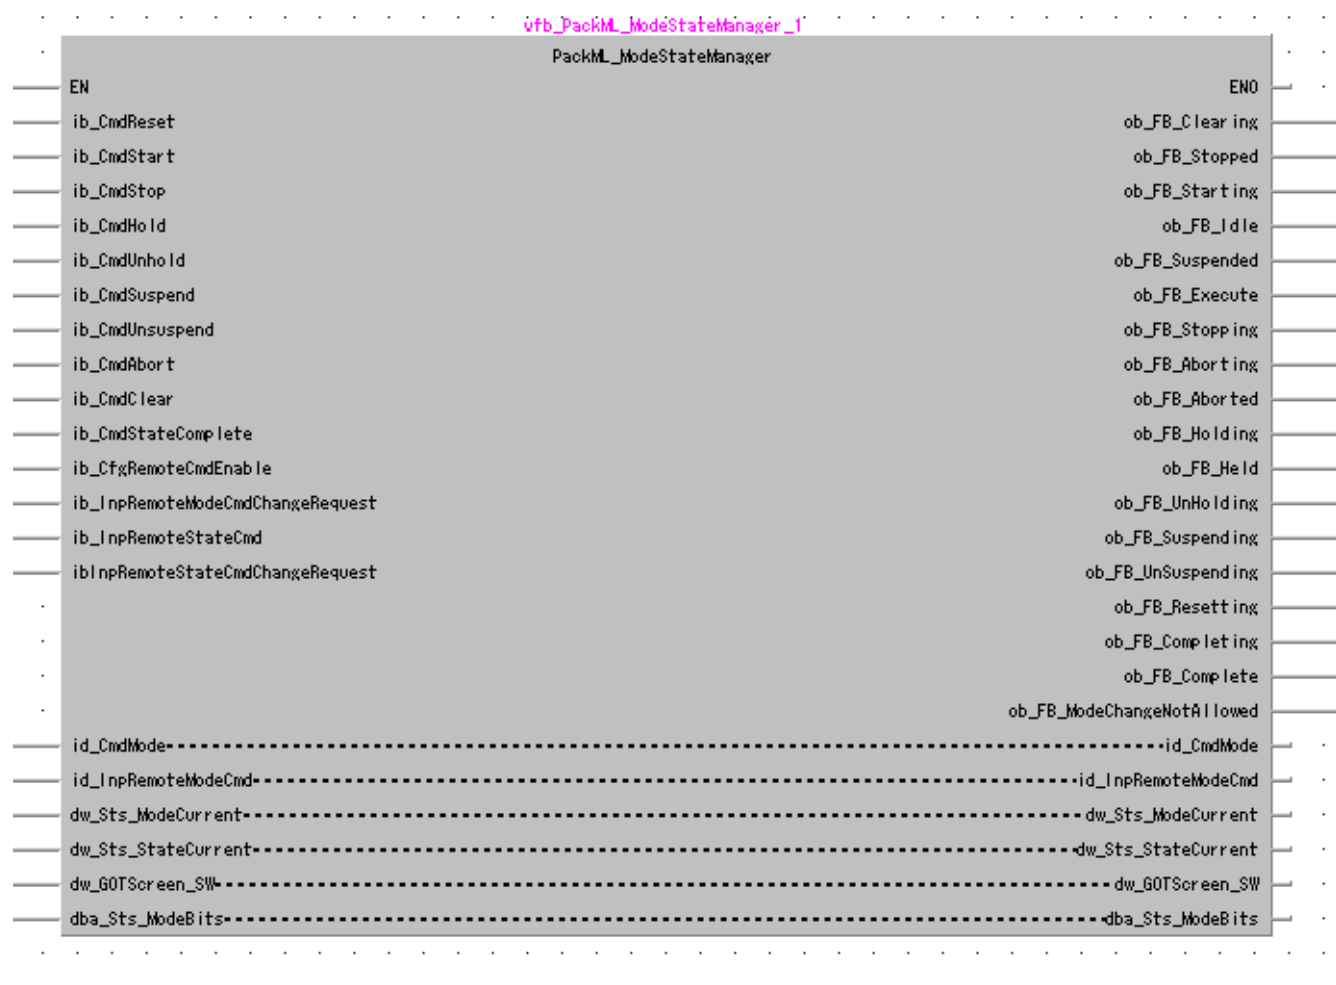 vfb_PackML_ModeStateManager_1
PackML_ModeStateManager
EN ENO
ib_CmdReset ob_FB_Clearing
ib_CmdStart ob_FB_Stopped
ib_CmdStop ob_FB_Starting
ib_CmdHold ob_FB_Idle
ib_CmdUnhold ob_FB_Suspended
ib_CmdSuspend ob_FB_Execute
ib_CmdUnsuspend ob_FB_Stopping
ib_CmdAbort ob_FB_Aborting
ib_CmdClear ob_FB_Aborted
ib_CmdStateComplete ob_FB_Holding
ib_CfgRemoteCmdEnable ob_FB_Held
ib_InpRemoteModeCmdChangeRequest ob_FB_UnHolding
ib_InpRemoteStateCmd ob_FB_Suspending
ibInpRemoteStateCmdChangeRequest ob_FB_UnSuspending
ob_FB_Resetting
ob_FB_Completing
ob_FB_Complete
ob_FB_ModeChangeNotAllowed
id_CmdMode id_CmdMode
id_InpRemoteModeCmd id_InpRemoteModeCmd
dw_Sts_ModeCurrent dw_Sts_ModeCurrent
dw_Sts_StateCurrent dw_Sts_StateCurrent
dw_GOTScreen_SW dw_GOTScreen_SW
dba_Sts_ModeBits dba_Sts_ModeBits